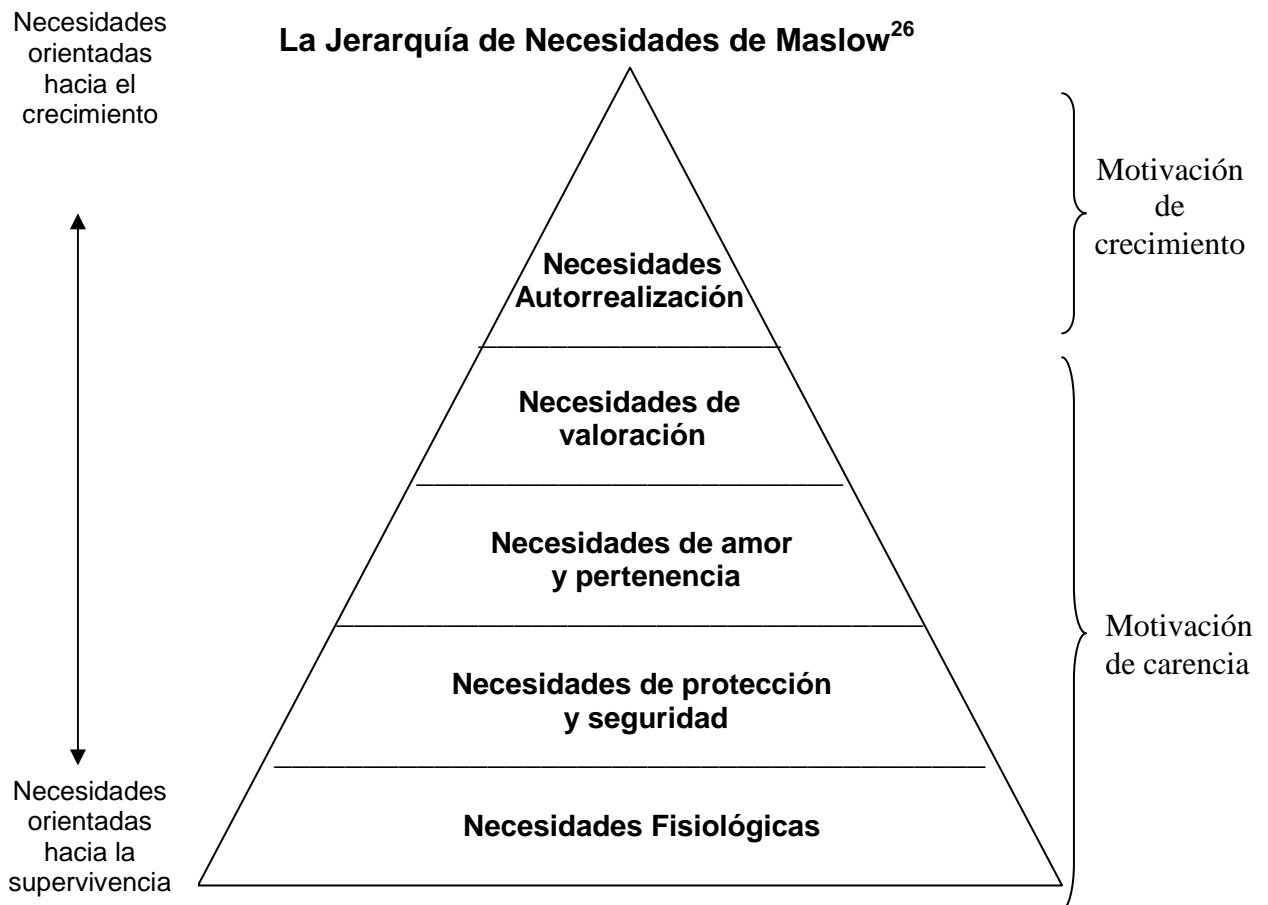 La Jerarquía de Necesidades de Maslow26
Necesidades
orientadas
hacia el
crecimiento
Motivación
de
crecimiento
Necesidades
Autorrealización
Necesidades de
valoración
Necesidades de amor
y pertenencia
Motivación
de carencia
Necesidades de protección
y seguridad
Necesidades Fisiológicas
Necesidades
orientadas
hacia la
supervivencia